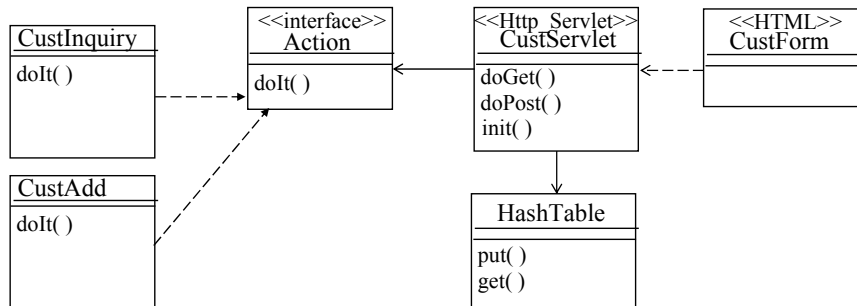 CustInquiry
doIt( )
<<interface>>
Action
doIt( )
<<Http_Servlet>>
CustServlet
doGet()
doPost()
init( )
<<HTML>>
CustForm
CustAdd
doIt( )
HashTable
put()
get()